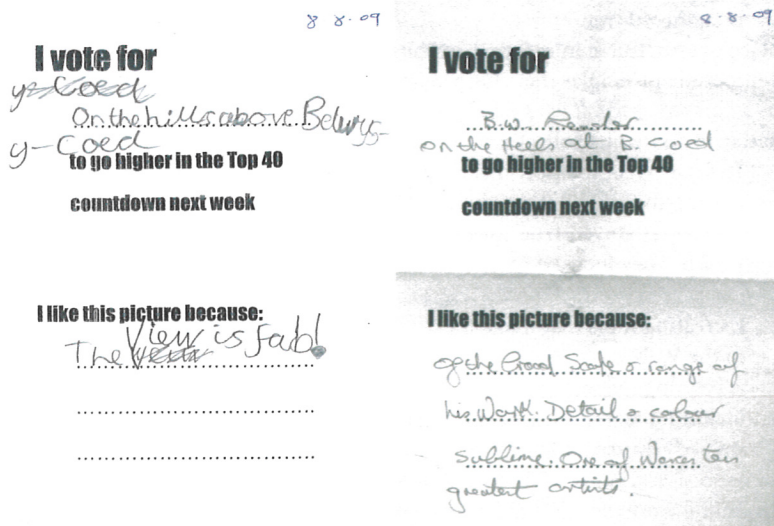 8 8.09
I vote for
y-Coed
On the hills above Betwys-
y-Coed
to go higher in the Top 40
countdown next week
I like this picture because:
The View is fab!
8.8.09
I vote for
B.W. Leader
on the Heels at B. Coed
to go higher in the Top 40
countdown next week
I like this picture because:
of the Broad Scope & range of
his Work. Detail & colour
sublime. One of Worcesters
greatest artists.